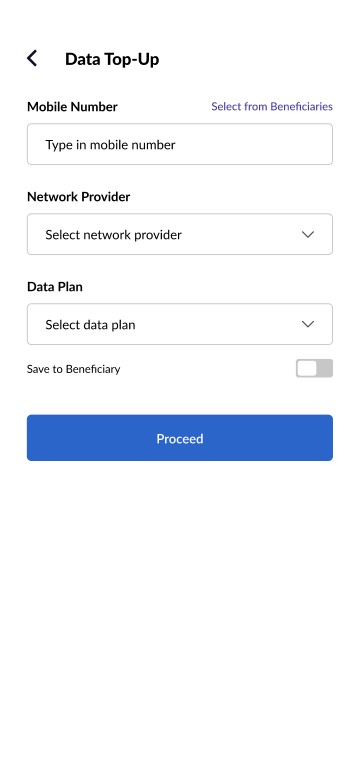 Data Top-Up
Mobile Number
Select from Beneficiaries
Type in mobile number
Network Provider
Select network provider
Data Plan
Select data plan
Save to Beneficiary
Proceed